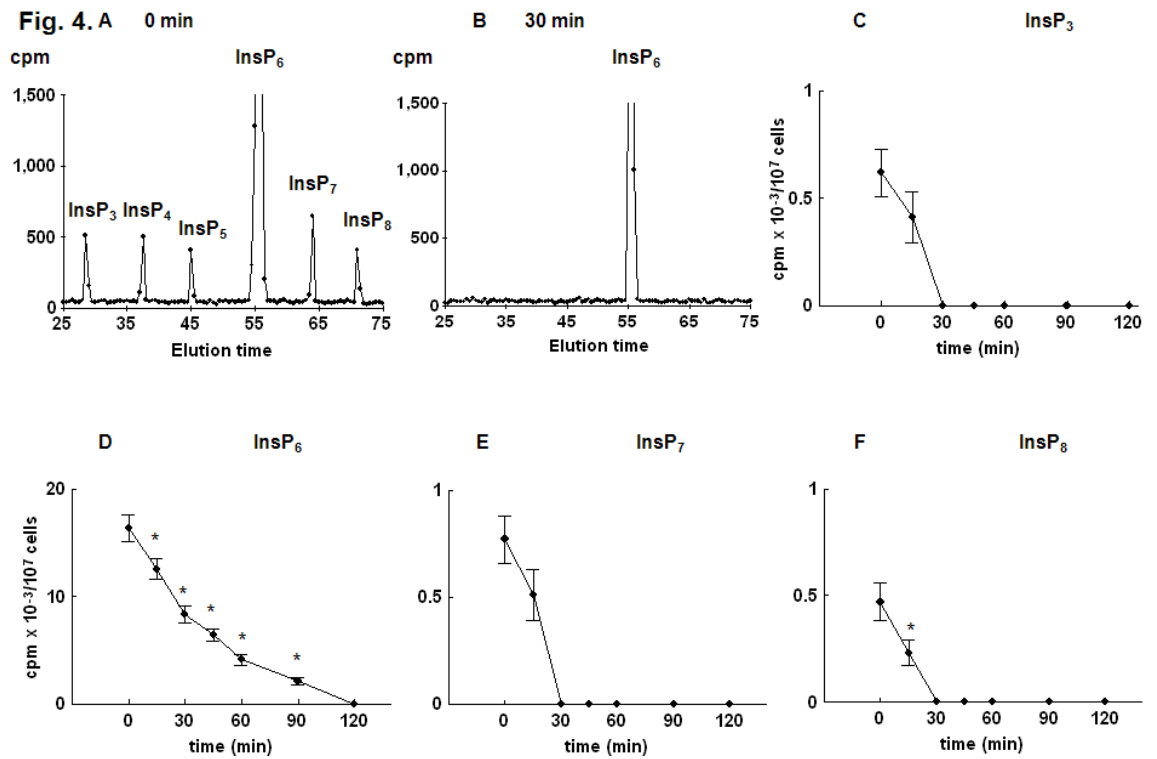 Fig. 4. A 0 min
cpm
InsP6
1,500
1,000
500
0
InsP3
InsP4
InsP5
InsP7
InsP8
25 35 45 55 65 75
Elution time
B 30 min
cpm
InsP6
1,500
1,000
500
0
25 35 45 55 65 75
Elution time
C InsP3
cpm x 10-3/107 cells
1
0.5
0
0 30 60 90 120
time (min)
D InsP6
cpm x 10-3/107 cells
20
10
0
* * * * *
0 30 60 90 120
time (min)
E InsP7
1
0.5
0
0 30 60 90 120
time (min)
F InsP8
1
0.5
0
*
0 30 60 90 120
time (min)